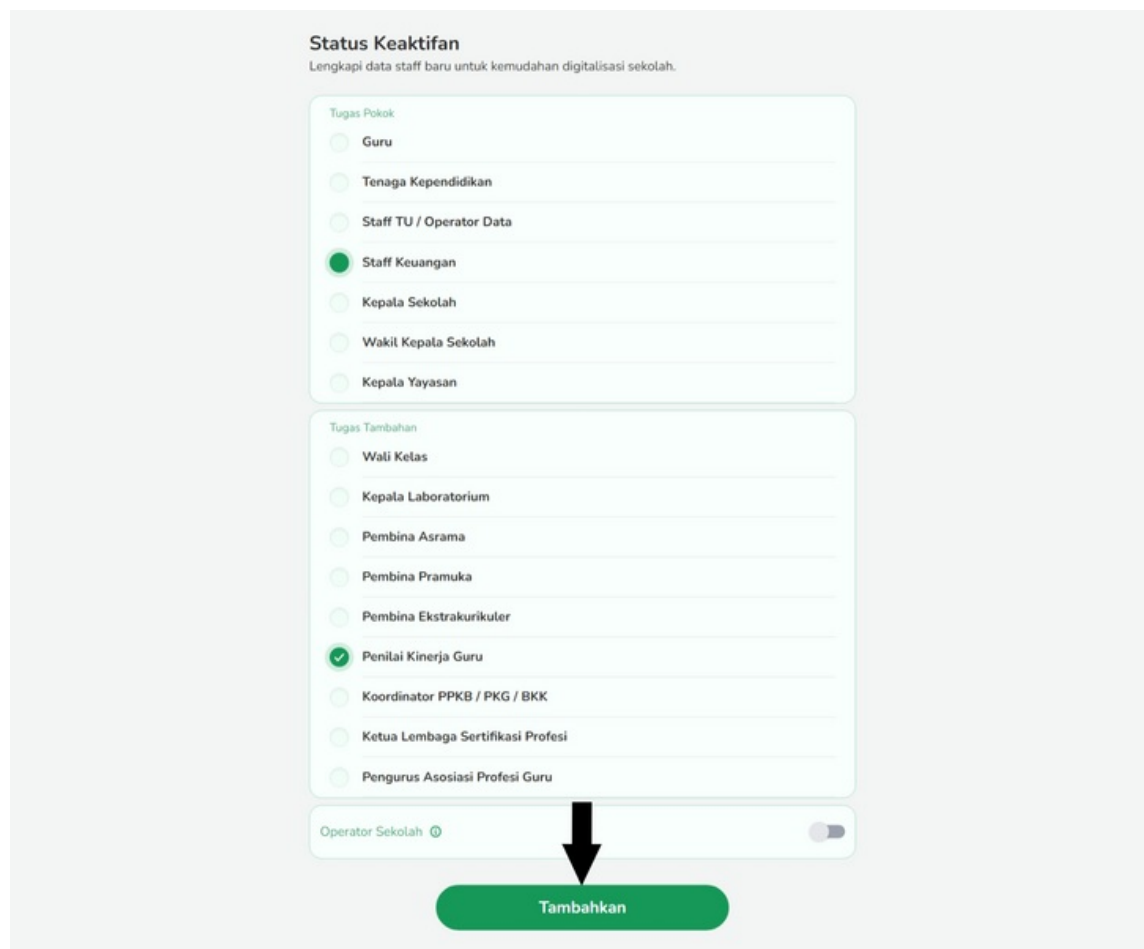 Status Keaktifan
Lengkapi data staff baru untuk kemudahan digitalisasi sekolah.
Tugas Pokok
Guru
Tenaga Kependidikan
Staff TU / Operator Data
Staff Keuangan
Kepala Sekolah
Wakil Kepala Sekolah
Kepala Yayasan
Tugas Tambahan
Wali Kelas
Kepala Laboratorium
Pembina Asrama
Pembina Pramuka
Pembina Ekstrakurikuler
Penilai Kinerja Guru
Koordinator PPKB / PKG / BKK
Ketua Lembaga Sertifikasi Profesi
Pengurus Asosiasi Profesi Guru
Operator Sekolah
Tambahkan